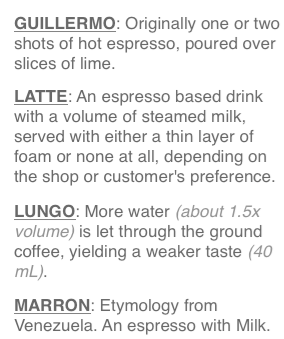 GUILLERMO: Originally one or two
shots of hot espresso, poured over
slices of lime.
LATTE: An espresso based drink
with a volume of steamed milk,
served with either a thin layer of
foam or none at all, depending on
the shop or customer's preference.
LUNGO: More water (about 1.5x
volume) is let through the ground
coffee, yielding a weaker taste (40
mL).
MARRON: Etymology from
Venezuela. An espresso with Milk.